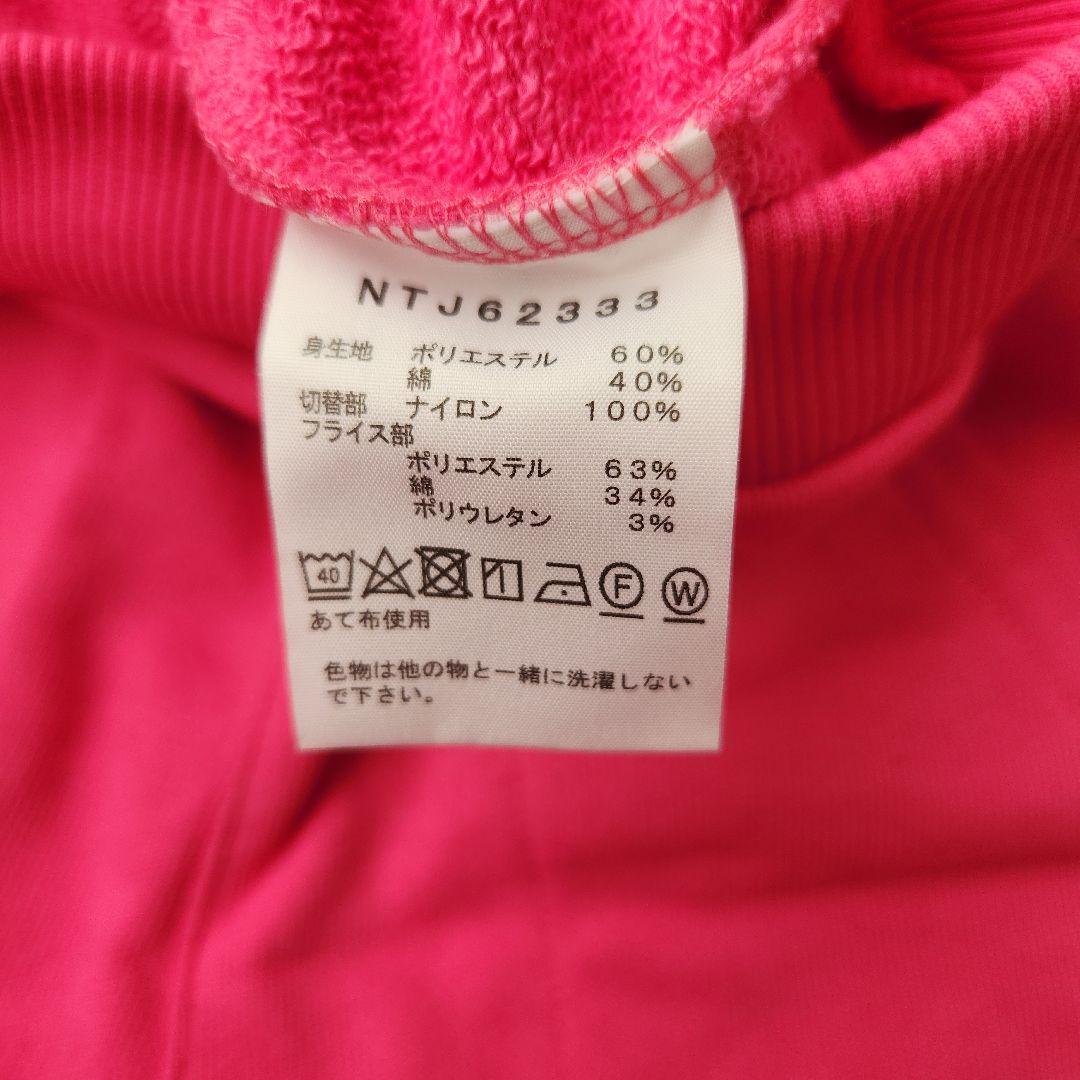 NTJ62333
身生地 ポリエステル 60%
綿 40%
切替部 ナイロン 100%
フライス部
ポリエステル 63%
綿 34%
ポリウレタン 3%
40 F W
あて布使用
色物は他の物と一緒に洗濯しない
で下さい。